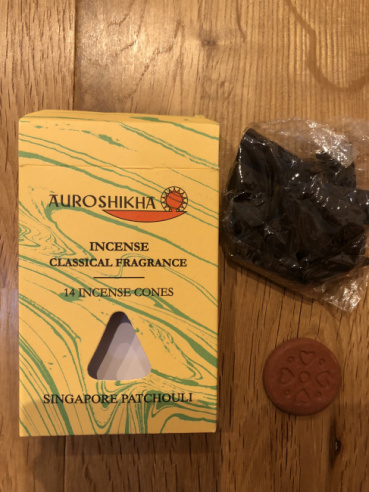 AUROSHIKHA
INCENSE
CLASSICAL FRAGRANCE
14 INCENSE CONES
SINGAPORE PATCHOULI